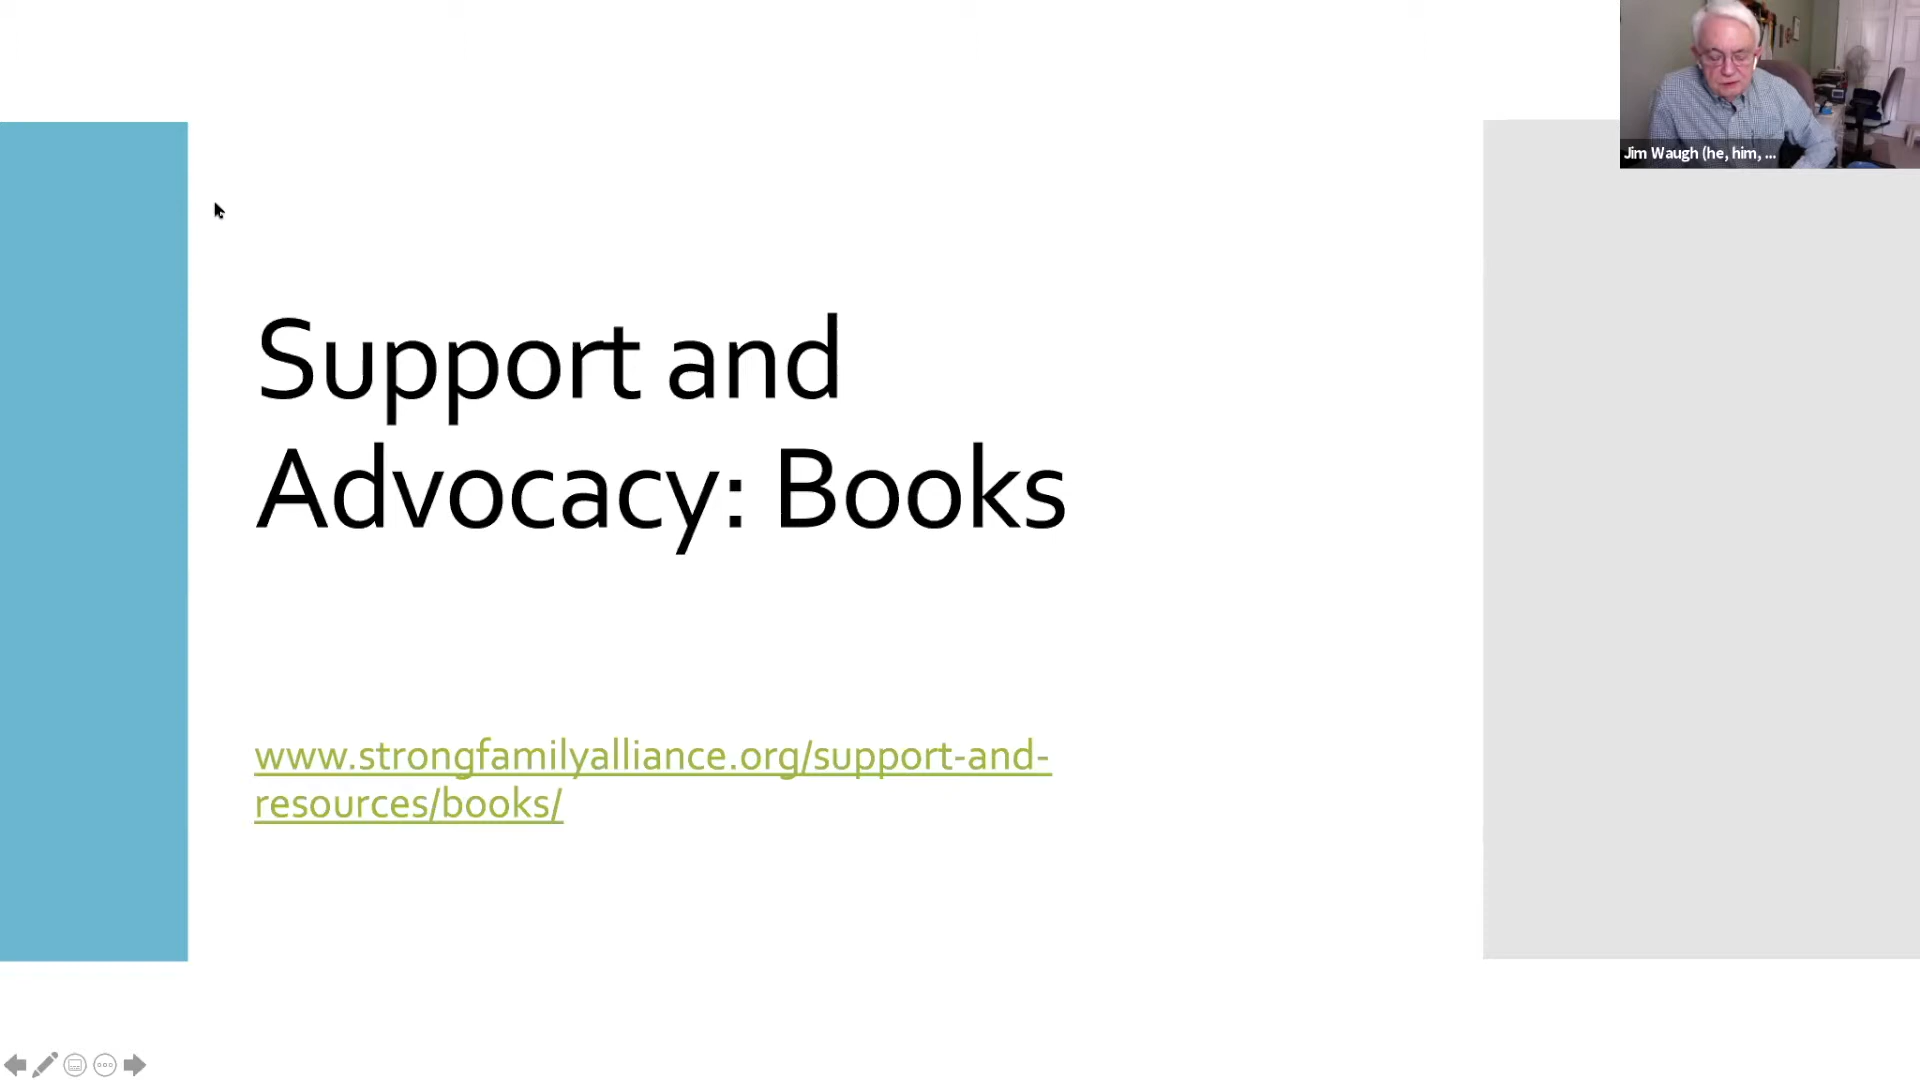 Jim Waugh (he, him, ...
Support and
Advocacy: Books
www.strongfamilyalliance.org/support-and-
resources/books/